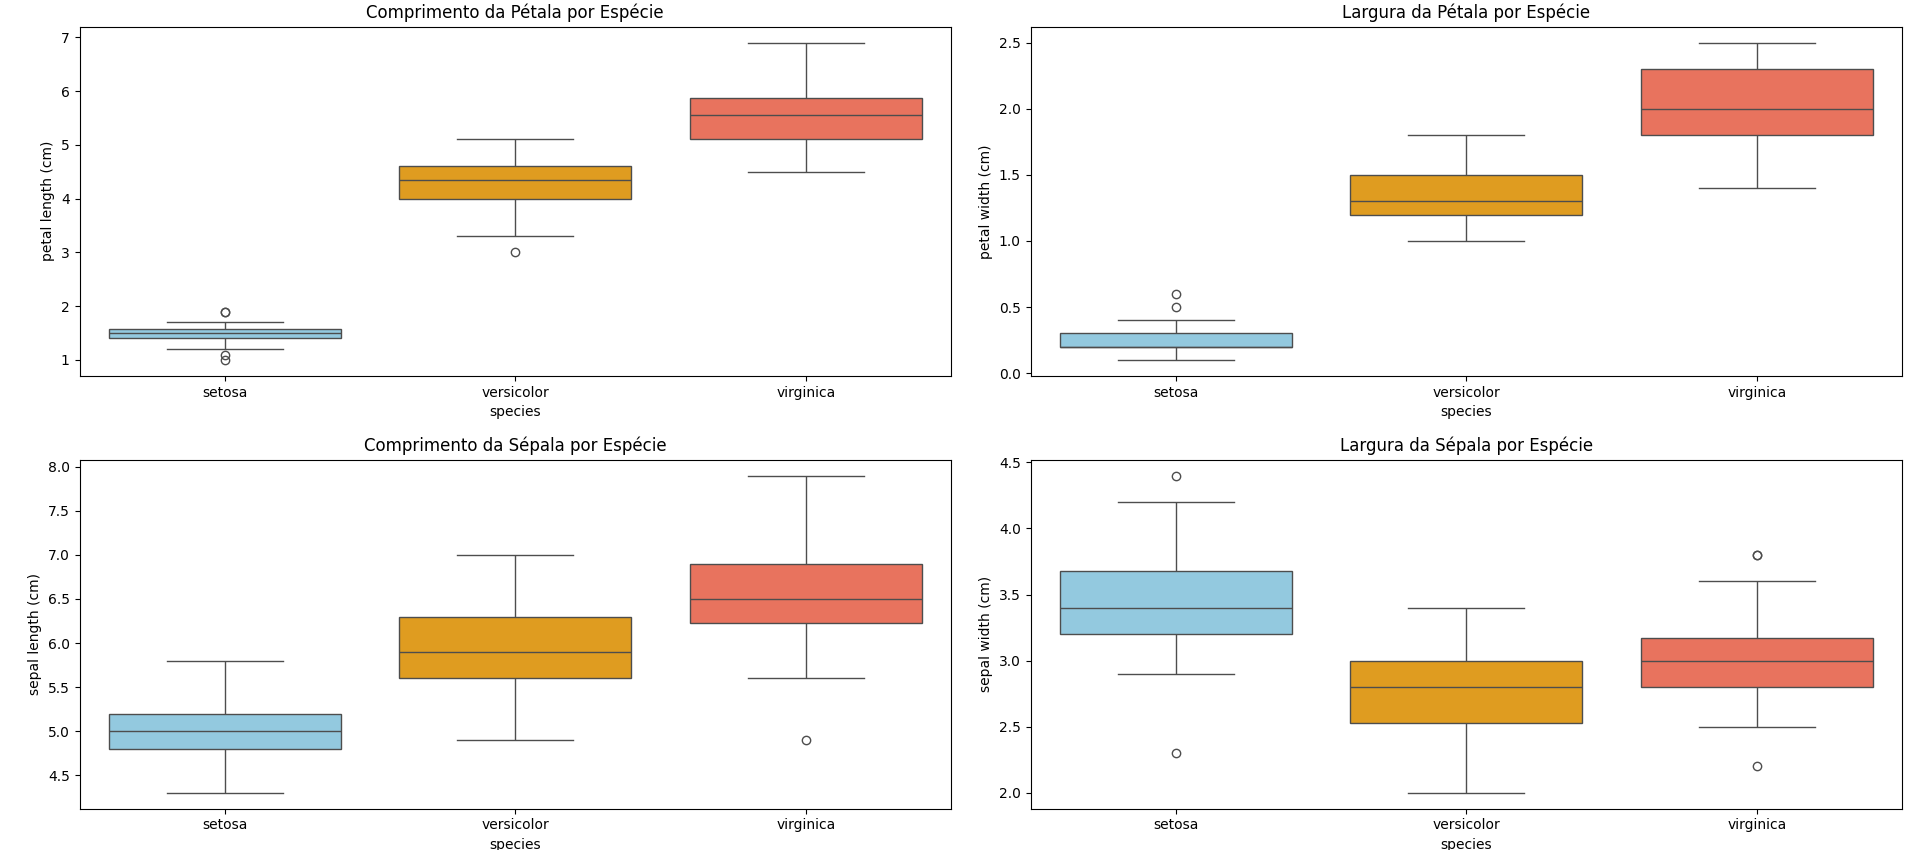 Comprimento da Pétala por Espécie
petal length (cm)
7
6
5
4
3
2
1
setosa
versicolor
virginica
species
Largura da Pétala por Espécie
petal width (cm)
2.5
2.0
1.5
1.0
0.5
0.0
setosa
versicolor
virginica
species
Comprimento da Sépala por Espécie
sepal length (cm)
8.0
7.5
7.0
6.5
6.0
5.5
5.0
4.5
setosa
versicolor
virginica
species
Largura da Sépala por Espécie
sepal width (cm)
4.5
4.0
3.5
3.0
2.5
2.0
setosa
versicolor
virginica
species